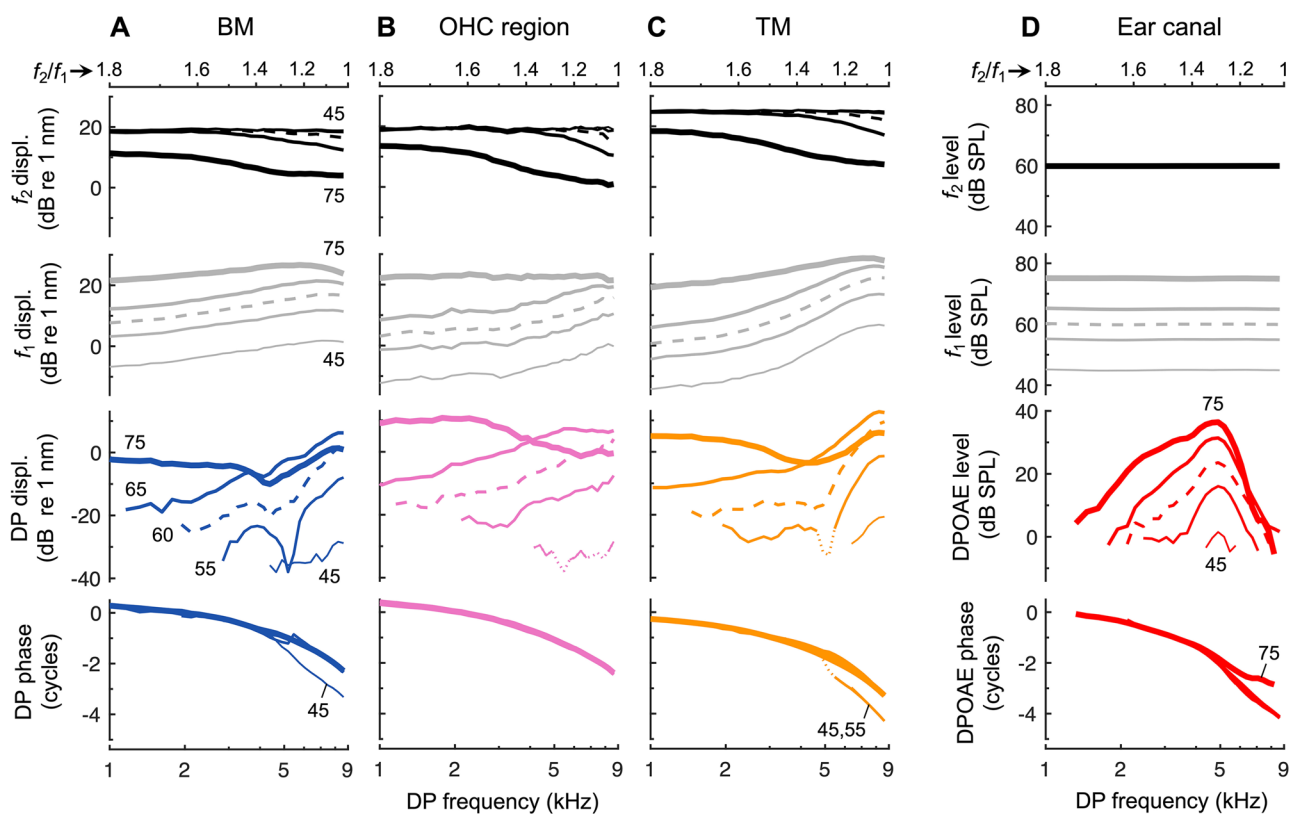 A BM B OHC region C TM D Ear canal
f2/f1→ 1.8 1.6 1.4 1.2 1 1.8 1.6 1.4 1.2 1 1.8 1.6 1.4 1.2 1 f2/f1→ 1.8 1.6 1.4 1.2 1
f2 displ.
(dB re 1 nm)
20
0
45
75
f2 level
(dB SPL)
80
60
40
f1 displ.
(dB re 1 nm)
20
0
75
45
f1 level
(dB SPL)
80
60
40
DP displ.
(dB re 1 nm)
0
-20
-40
75
65
60
55
45
DPOAE level
(dB SPL)
40
20
0
75
45
DP phase
(cycles)
0
-2
-4
45
45,55
DPOAE phase
(cycles)
0
-2
-4
75
1 2 5 9 1 2 5 9 1 2 5 9 1 2 5 9
DP frequency (kHz) DP frequency (kHz)